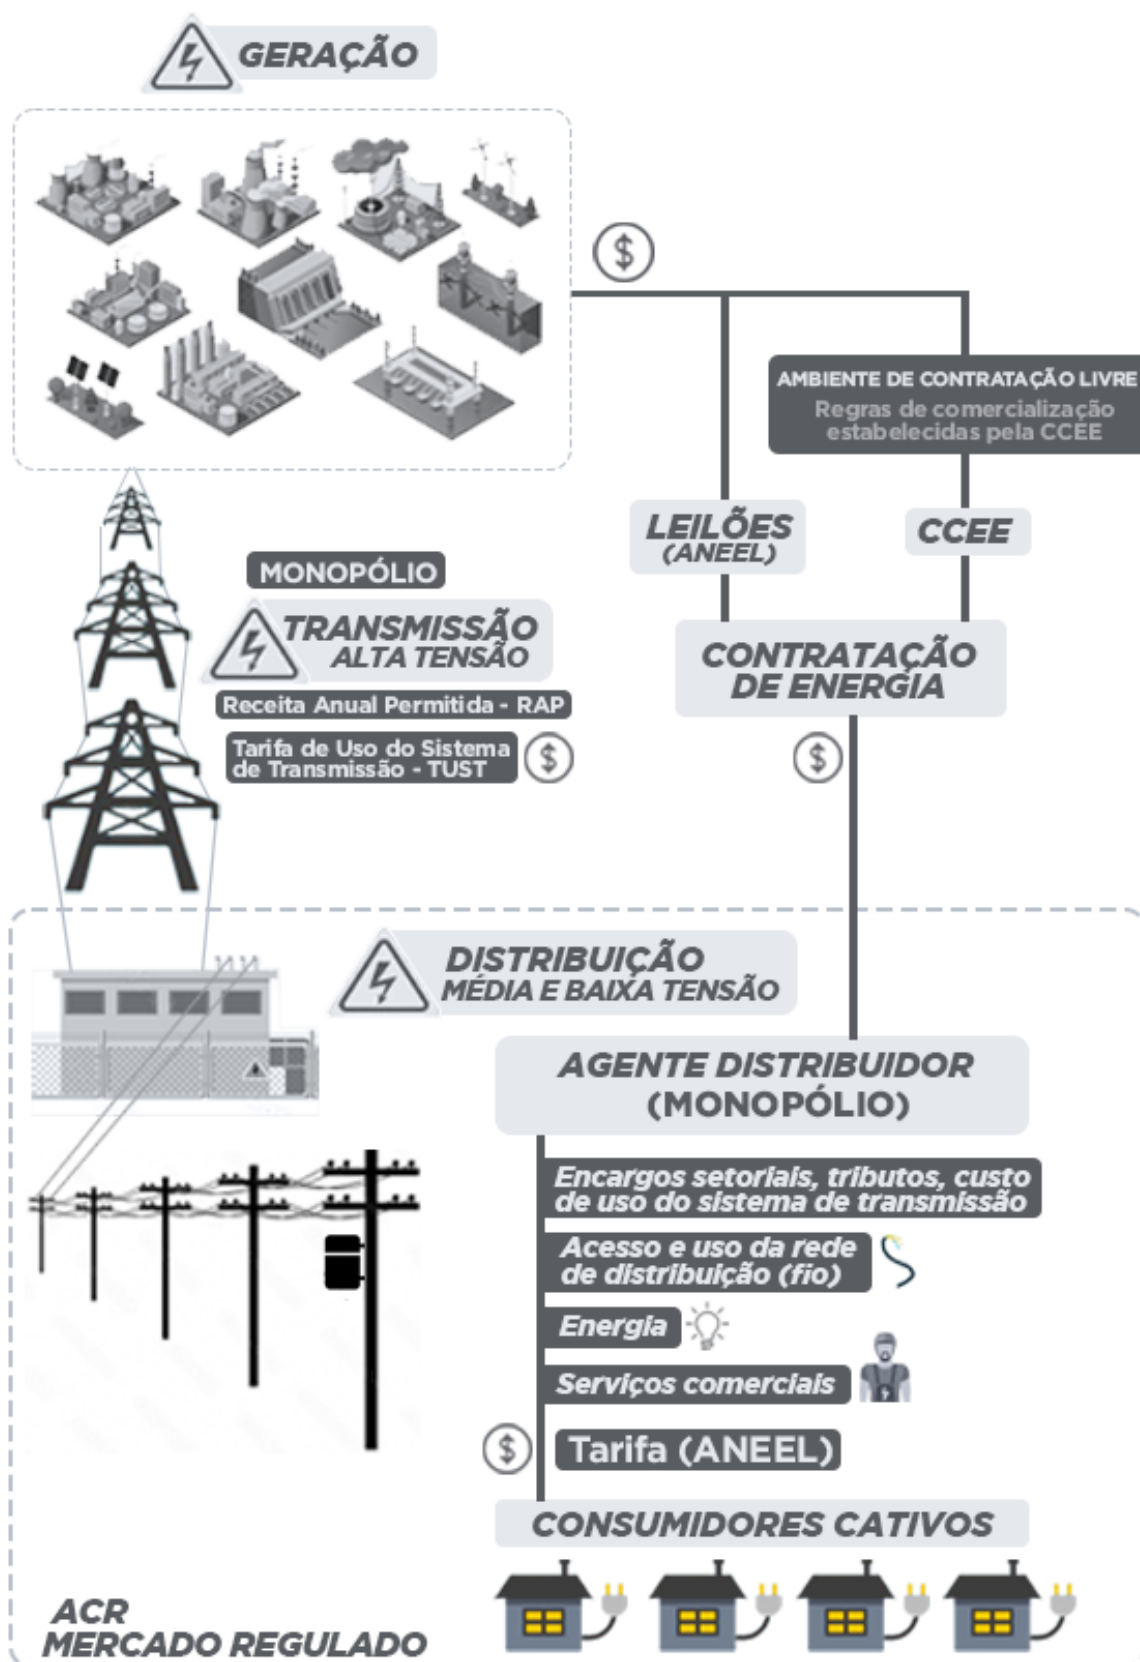 GERAÇÃO
$
AMBIENTE DE CONTRATAÇÃO LIVRE
Regras de comercialização
estabelecidas pela CCEE
LEILÕES
(ANEEL)
CCEE
MONOPÓLIO
TRANSMISSÃO
ALTA TENSÃO
CONTRATAÇÃO
DE ENERGIA
Receita Anual Permitida - RAP
Tarifa de Uso do Sistema
de Transmissão - TUST
$
$
DISTRIBUIÇÃO
MÉDIA E BAIXA TENSÃO
AGENTE DISTRIBUIDOR
(MONOPÓLIO)
Encargos setoriais, tributos, custo
de uso do sistema de transmissão
Acesso e uso da rede
de distribuição (fio)
Energia
Serviços comerciais
$
Tarifa (ANEEL)
CONSUMIDORES CATIVOS
ACR
MERCADO REGULADO